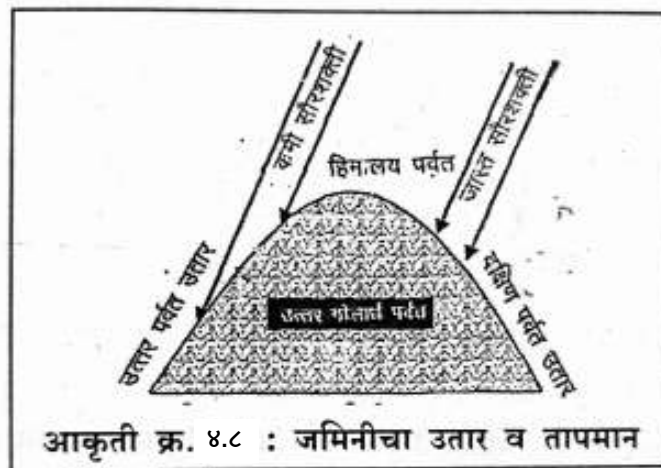 कमी सौरशक्ती
जास्त सौरशक्ती
हिमालय पर्वत
उत्तर पर्वत उतार
दक्षिण पर्वत उतार
उत्तर गोलार्ध पर्वत
आकृती क्र. ४.८ : जमिनीचा उतार व तापमान